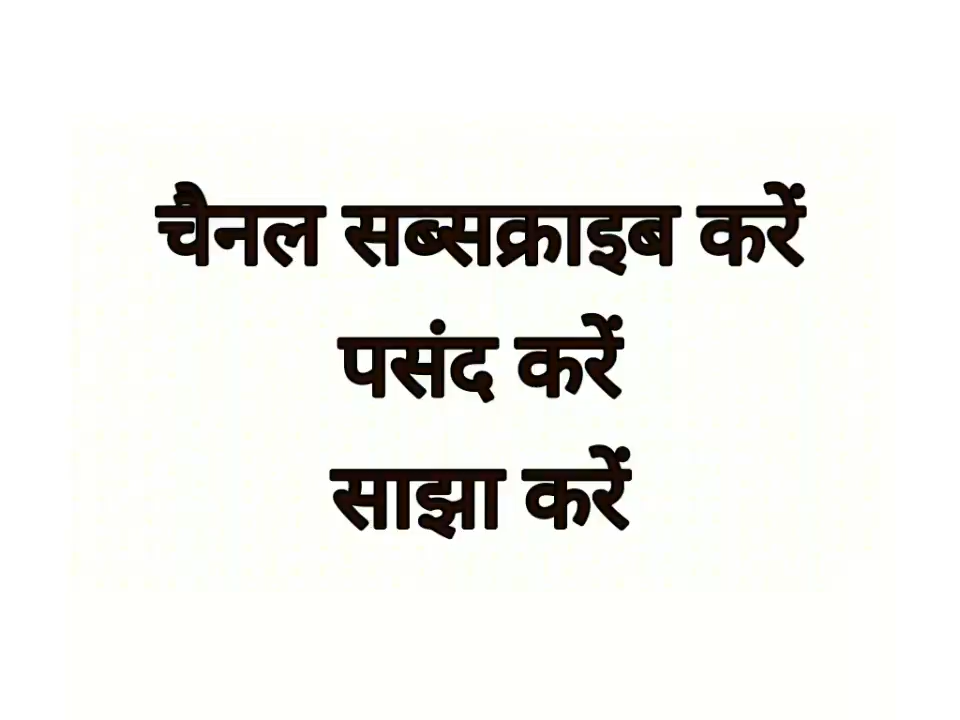 चैनल सब्सक्राइब करें
पसंद करें
साझा करें